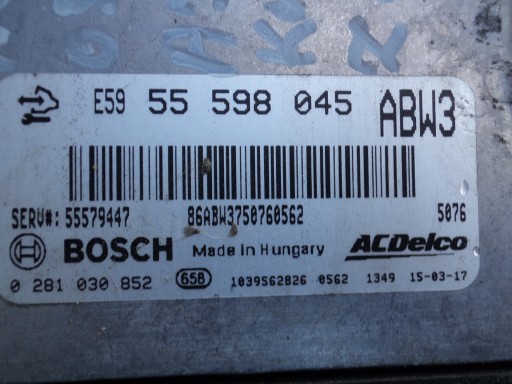 E59 55 598 045 ABW3
SERV#: 55579447 86ABW3750760562 5076
BOSCH Made in Hungary ACDelco
0 281 030 852 658 1039S62826 0562 1349 15-03-17